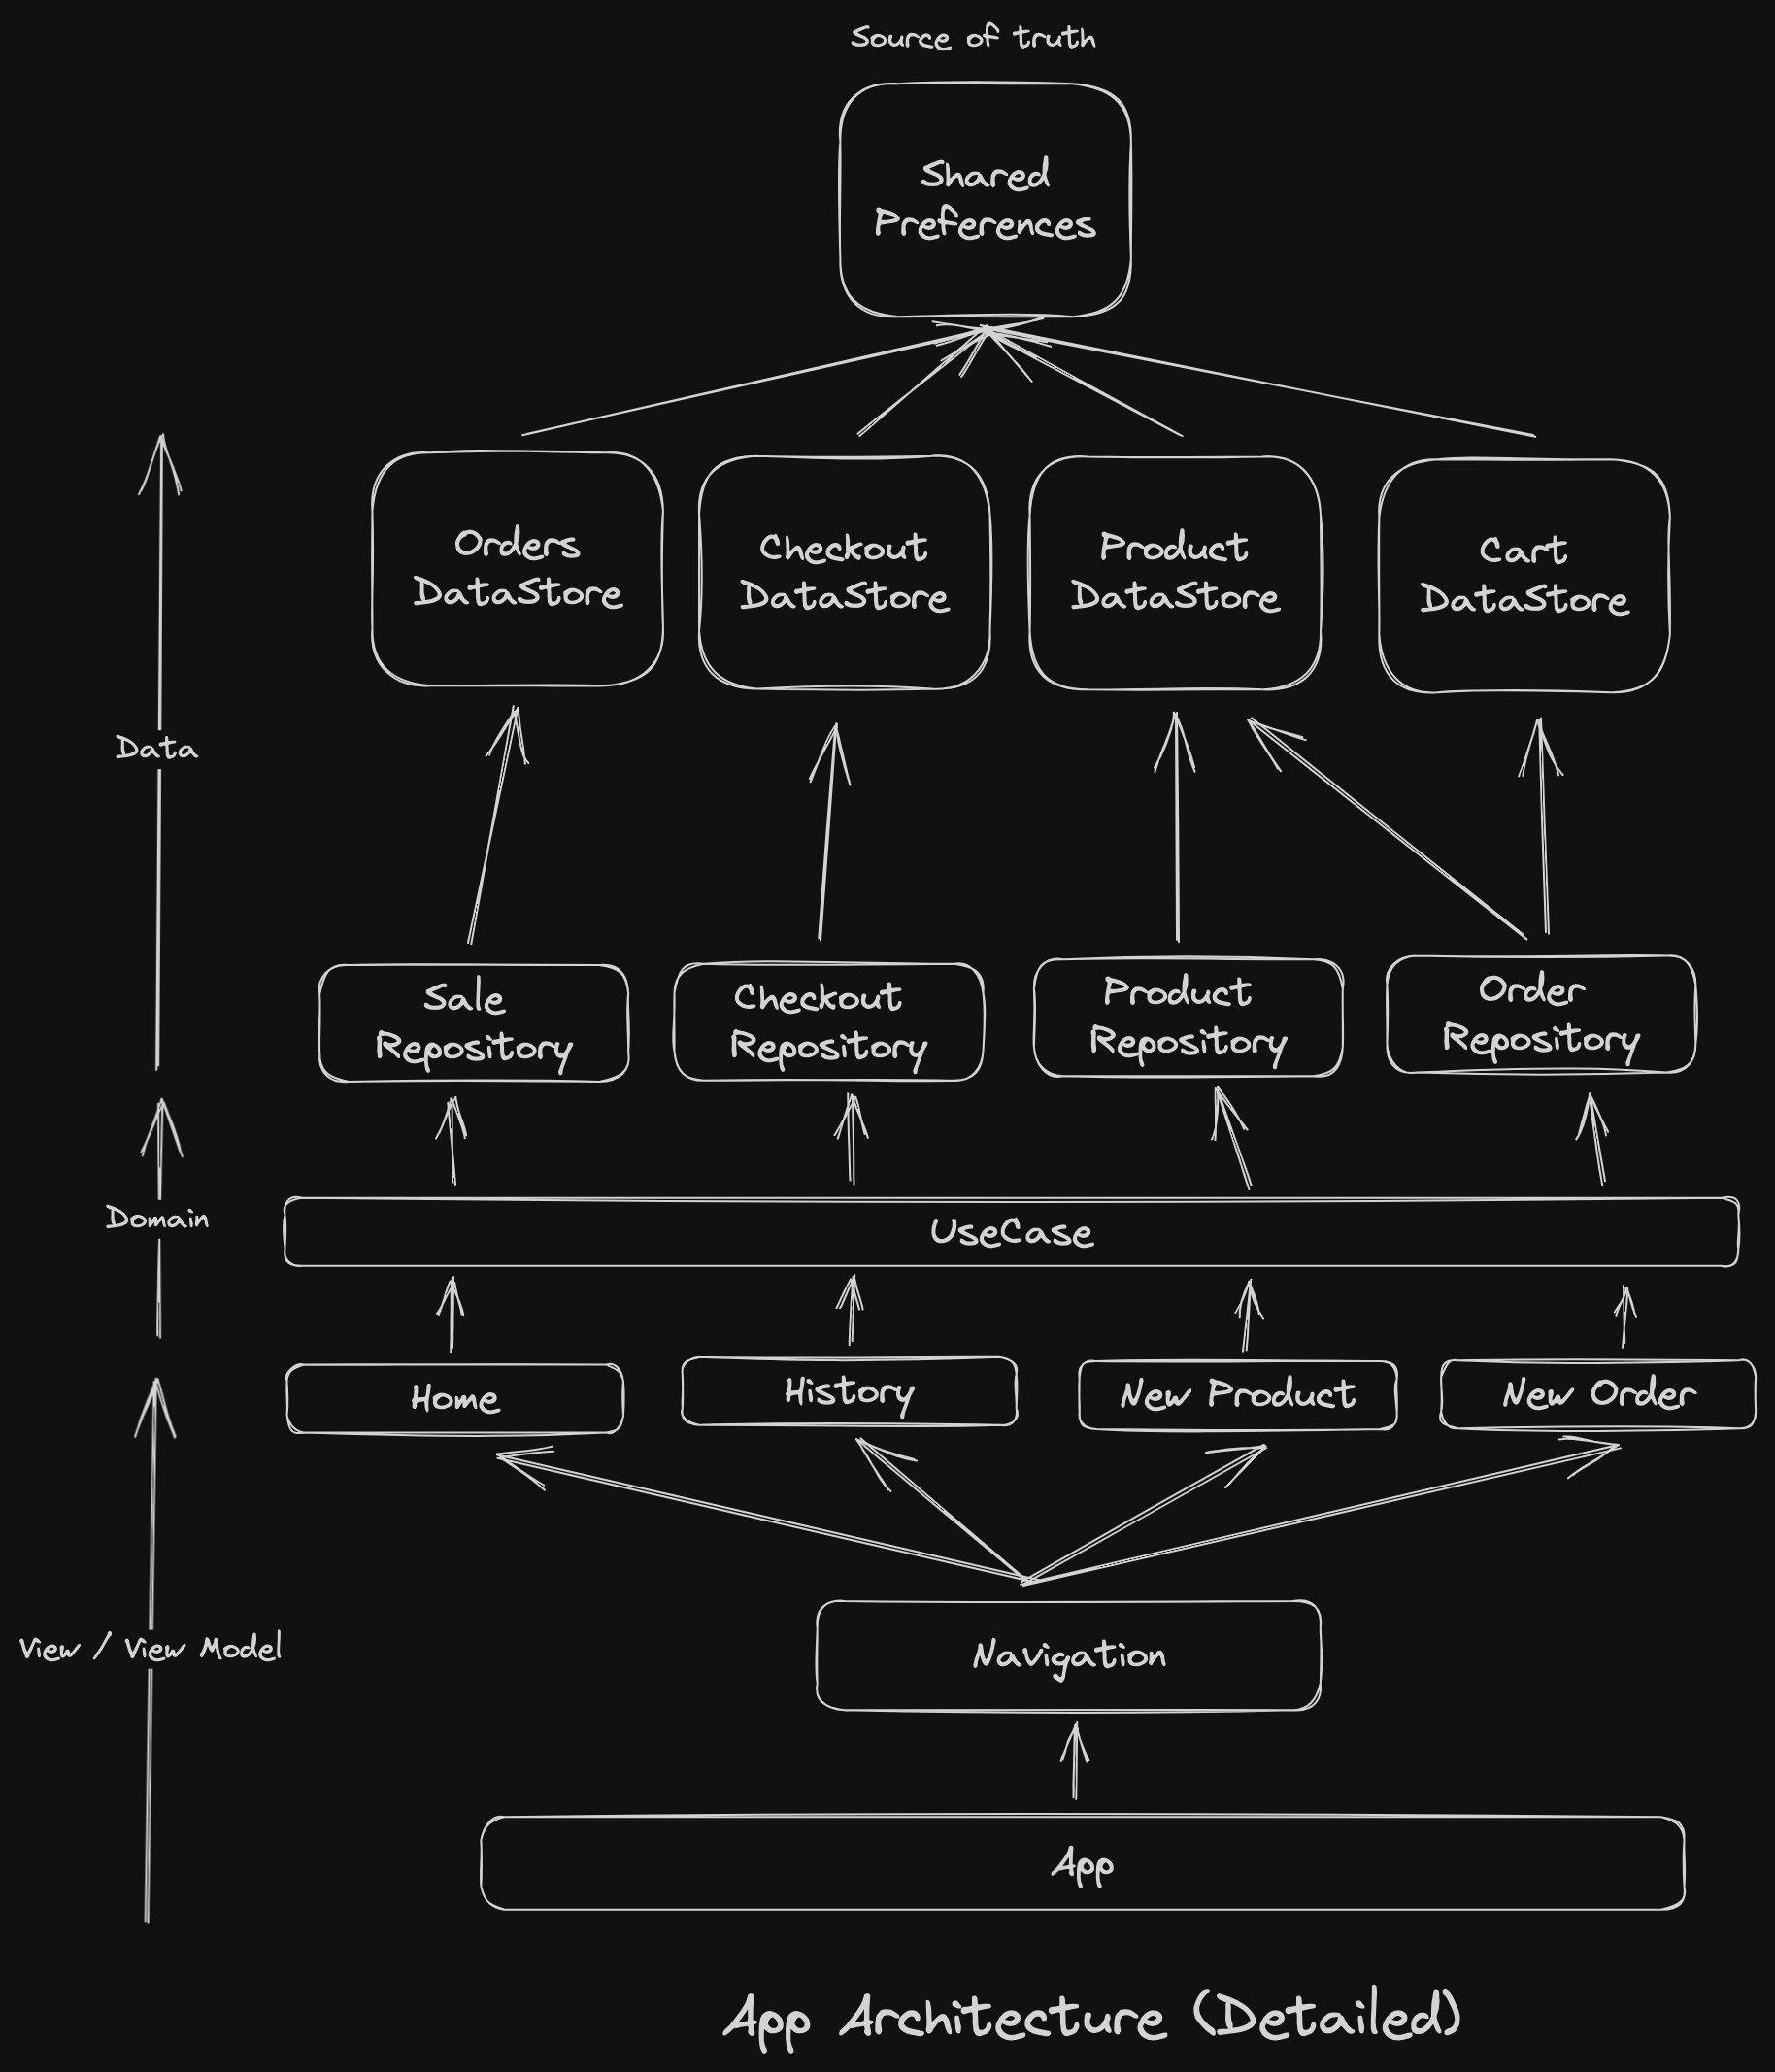 Source of truth
Shared
Preferences
Orders
DataStore
Checkout
DataStore
Product
DataStore
Cart
DataStore
Data
Sale
Repository
Checkout
Repository
Product
Repository
Order
Repository
Domain
UseCase
Home
History
New Product
New Order
View / View Model
Navigation
App
App Architecture (Detailed)